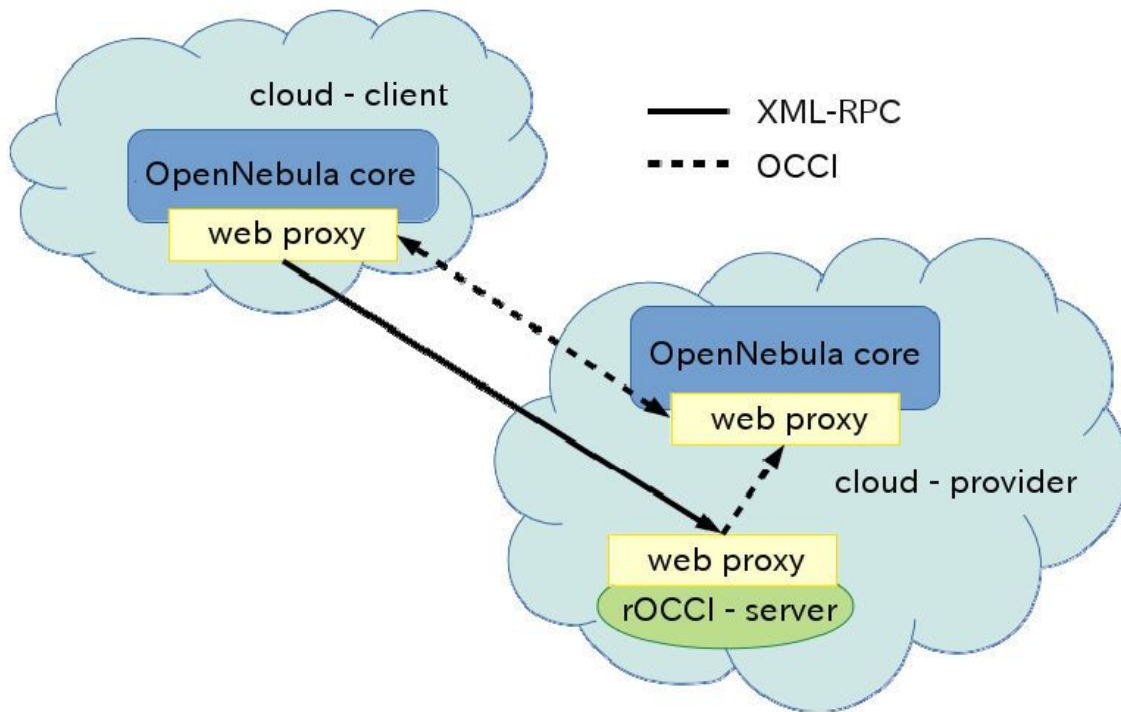 cloud - client
OpenNebula core
web proxy
XML-RPC
OCCI
OpenNebula core
web proxy
cloud - provider
web proxy
rOCCI - server